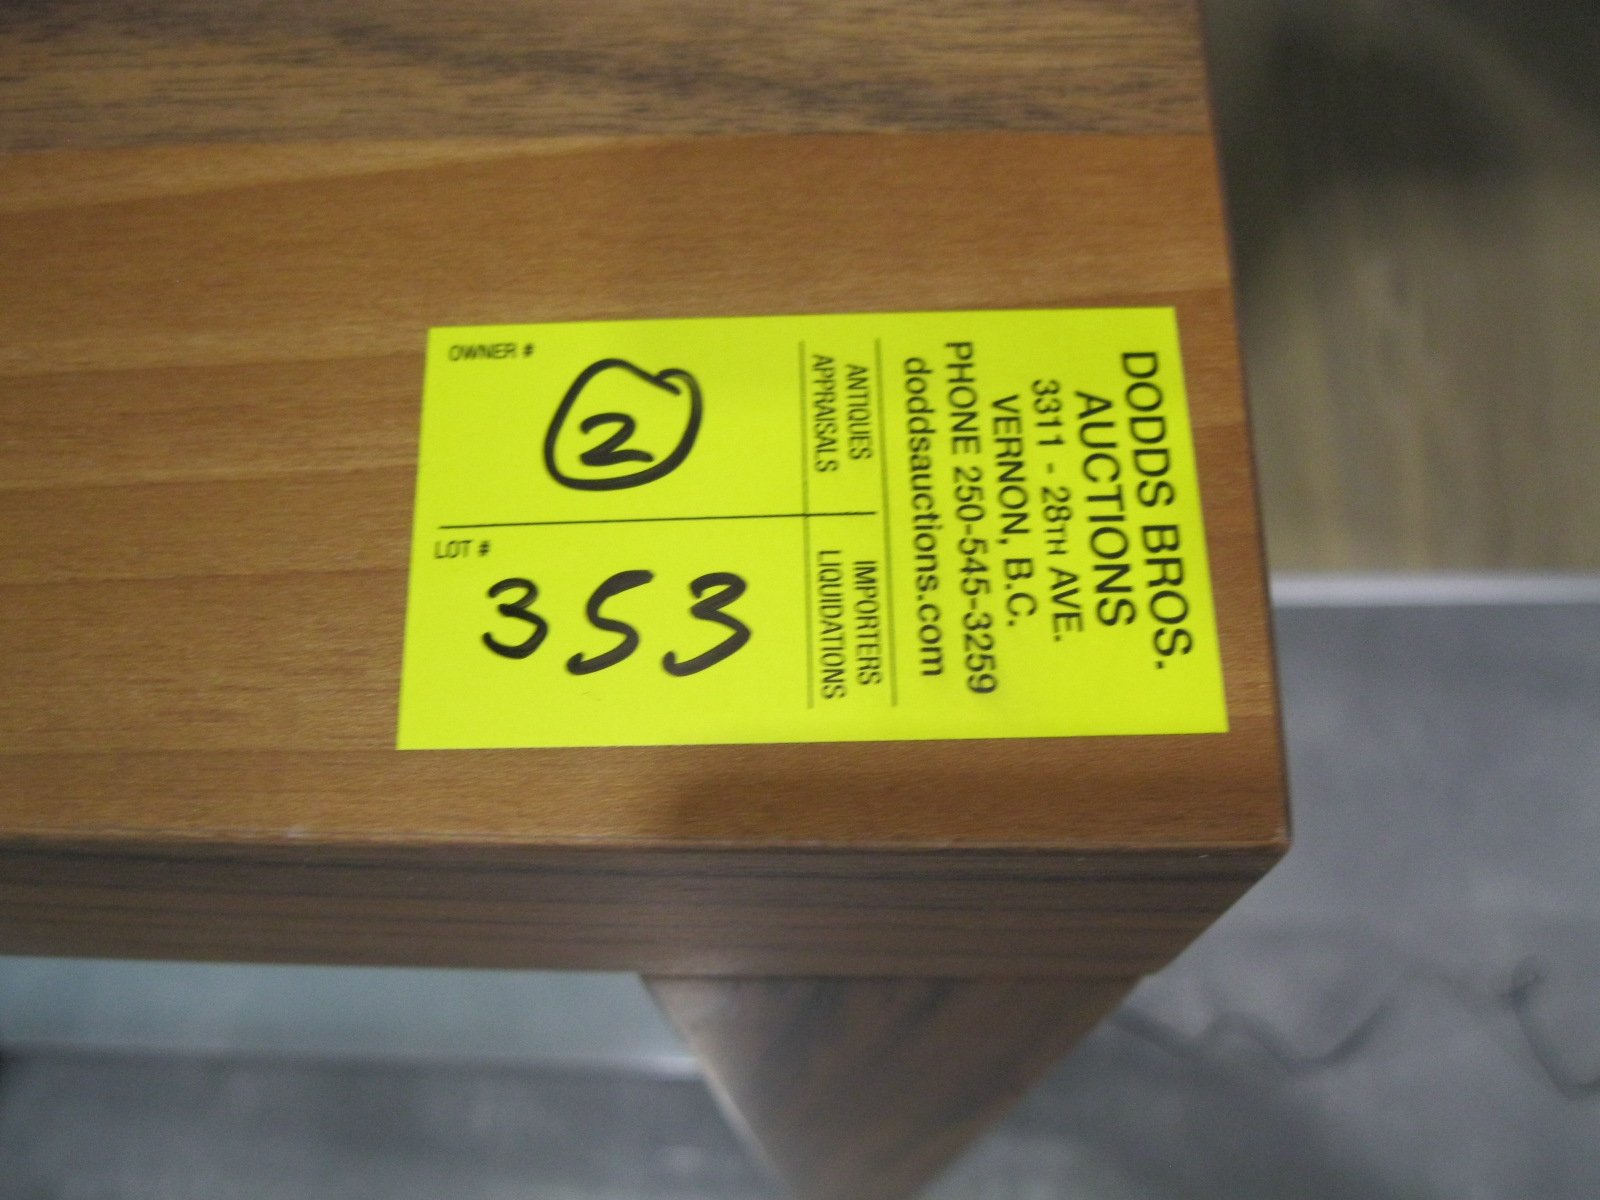 DODDS BROS.
AUCTIONS
3311 - 28TH AVE.
VERNON, B.C.
PHONE 250-545-3259
doddsauctions.com
ANTIQUES IMPORTERS
APPRAISALS LIQUIDATIONS
OWNER #
2
LOT #
353